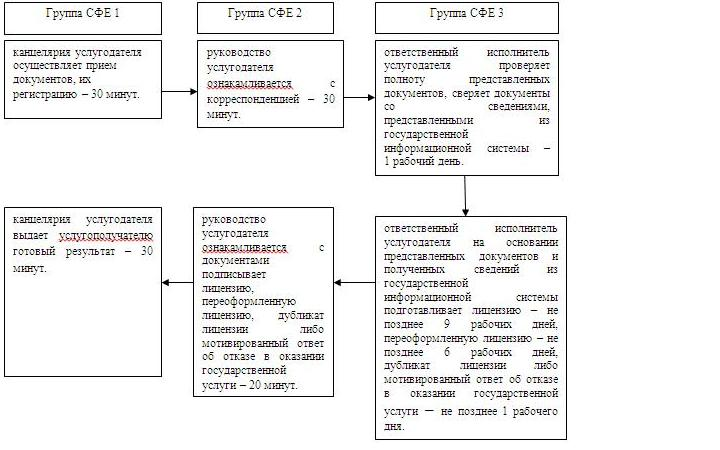 Группа СФЕ 1
Группа СФЕ 2
Группа СФЕ 3
канцелярия услугодателя
осуществляет прием
документов, их
регистрацию – 30 минут.
руководство
услугодателя
ознакамливается с
корреспонденцией – 30
минут.
ответственный исполнитель
услугодателя проверяет
полноту представленных
документов, сверяет документы
со сведениями,
представленными из
государственной
информационной системы –
1 рабочий день.
ответственный исполнитель
услугодателя на основании
представленных документов и
полученных сведений из
государственной
информационной системы
подготавливает лицензию – не
позднее 9 рабочих дней,
переоформленную лицензию – не
позднее 6 рабочих дней,
дубликат лицензии либо
мотивированный ответ об отказе
в оказании государственной
услуги – не позднее 1 рабочего
дня.
руководство
услугодателя
ознакамливается с
документами
подписывает
лицензию,
переоформленную
лицензию, дубликат
лицензии либо
мотивированный ответ
об отказе в оказании
государственной
услуги – 20 минут.
канцелярия услугодателя
выдает услугополучателю
готовый результат – 30
минут.